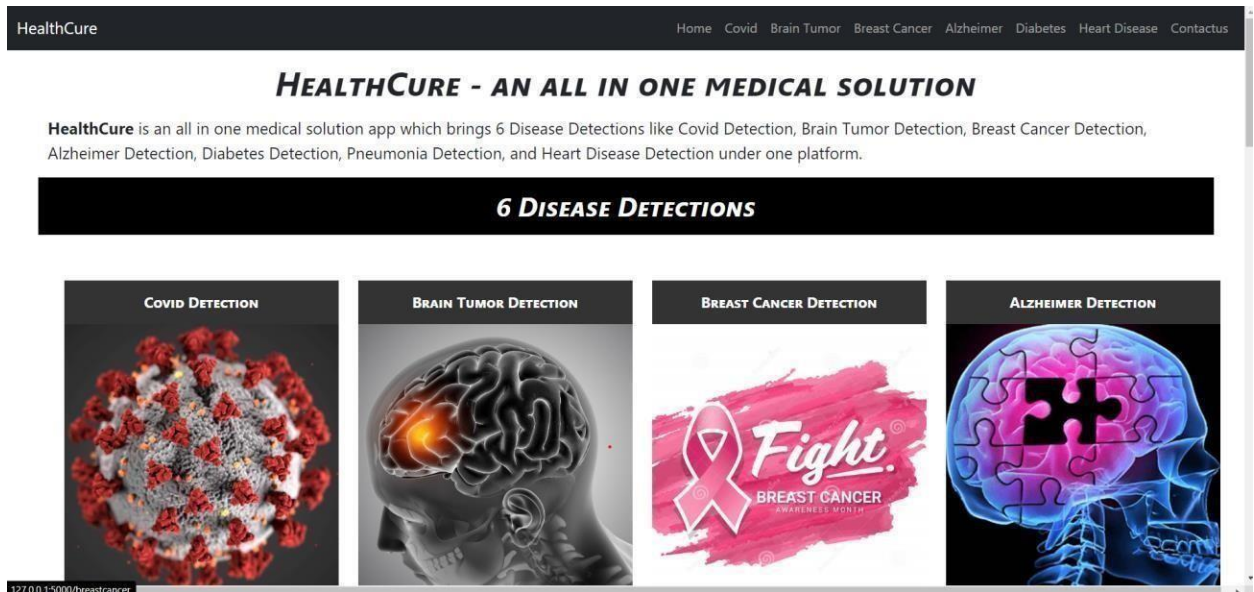 HealthCure
Home Covid Brain Tumor Breast Cancer Alzheimer Diabetes Heart Disease Contactus
HealthCure - an all in one medical solution
HealthCure is an all in one medical solution app which brings 6 Disease Detections like Covid Detection, Brain Tumor Detection, Breast Cancer Detection,
Alzheimer Detection, Diabetes Detection, Pneumonia Detection, and Heart Disease Detection under one platform.
6 Disease Detections
Covid Detection
Brain Tumor Detection
Breast Cancer Detection
Alzheimer Detection
Fight
BREAST CANCER
AWARENESS MONTH
127.0.0.1:5000/breastcancer